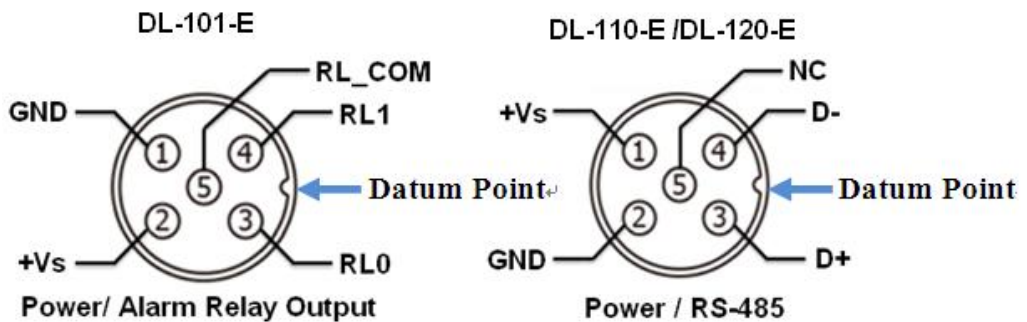 DL-101-E
RL_COM
GND
RL1
1
4
5
Datum Point
2
3
+Vs
RL0
Power/ Alarm Relay Output
DL-110-E /DL-120-E
NC
+Vs
D-
1
4
5
Datum Point
2
3
GND
D+
Power / RS-485